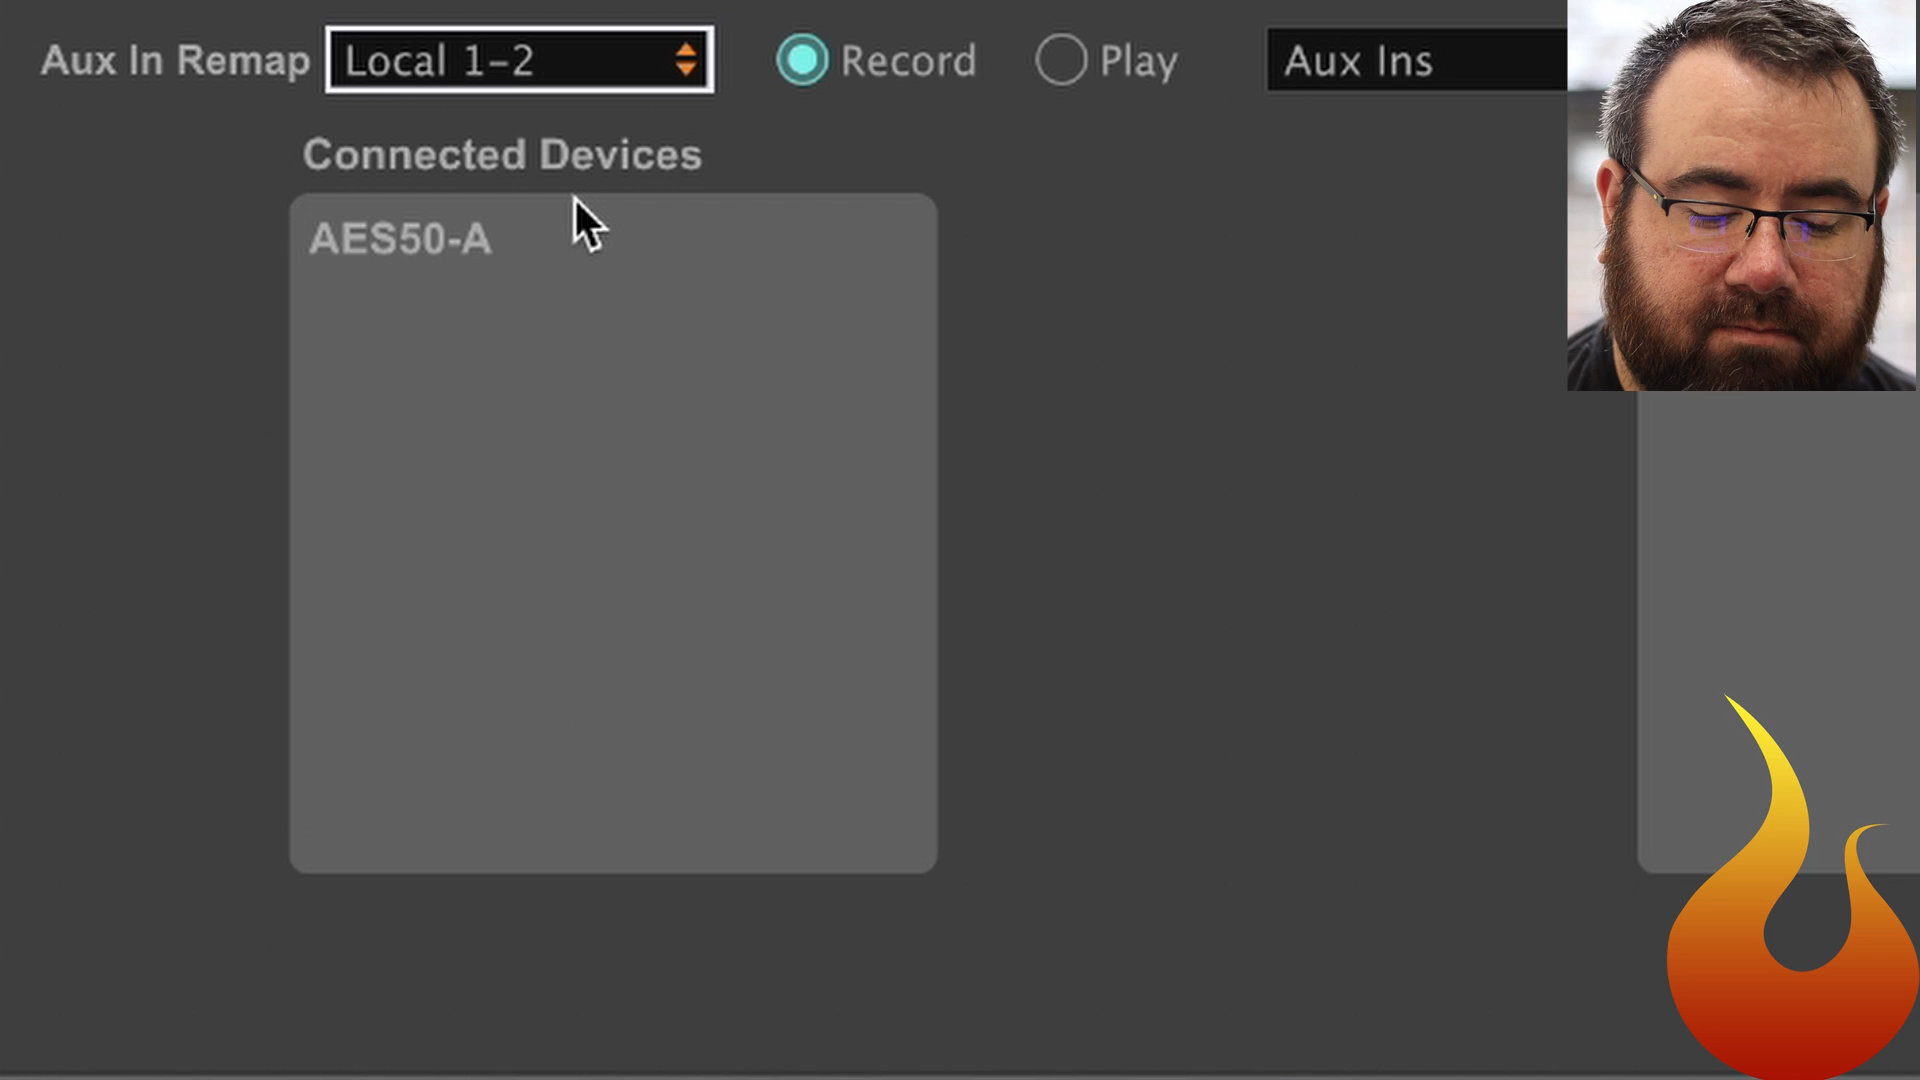 Aux In Remap Local 1-2 Record Play Aux Ins
Connected Devices
AES50-A